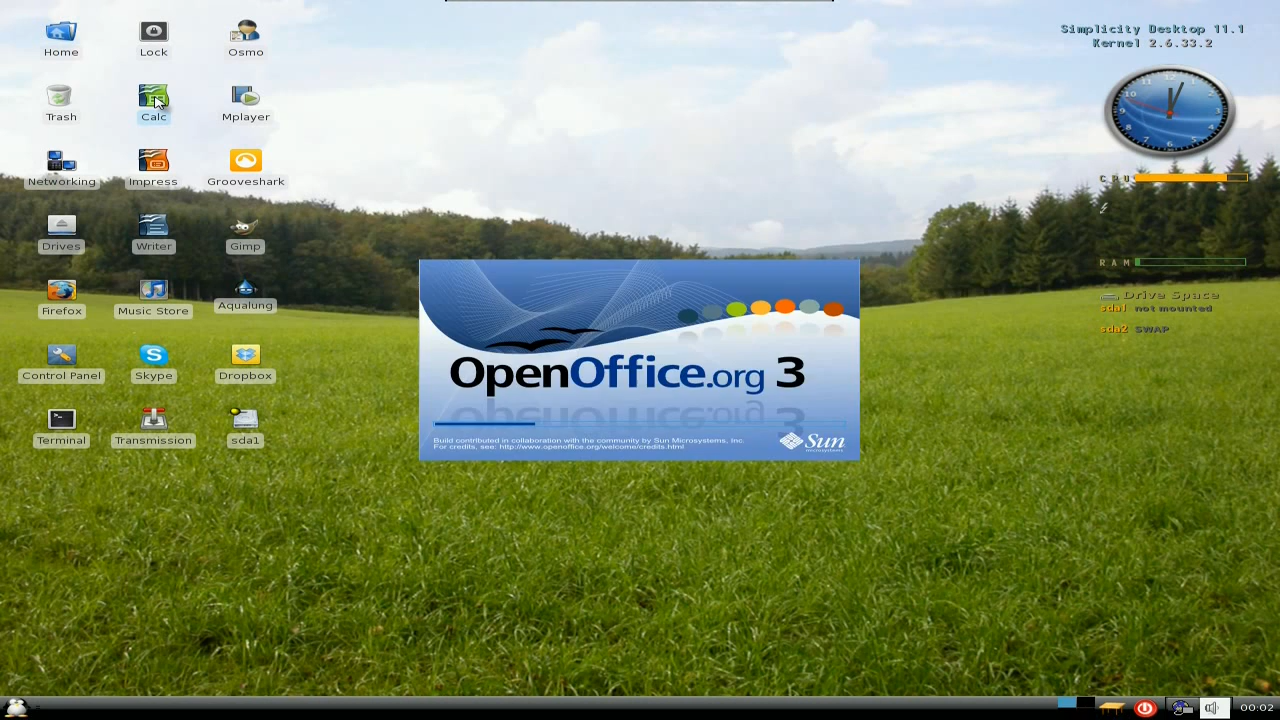 Home
Lock
Osmo
Trash
Calc
Mplayer
Networking
Impress
Grooveshark
Drives
Writer
Gimp
Firefox
Music Store
Aqualung
Control Panel
Skype
Dropbox
Terminal
Transmission
sda1
OpenOffice.org 3
Build contributed in collaboration with the community by Sun Microsystems, Inc.
For credits, see: http://www.openoffice.org/welcome/credits.html
Sun
microsystems
Simplicity Desktop 11.1
Kernel 2.6.33.2
CPU
RAM
Drive Space
sda1 not mounted
sda2 SWAP
00:02